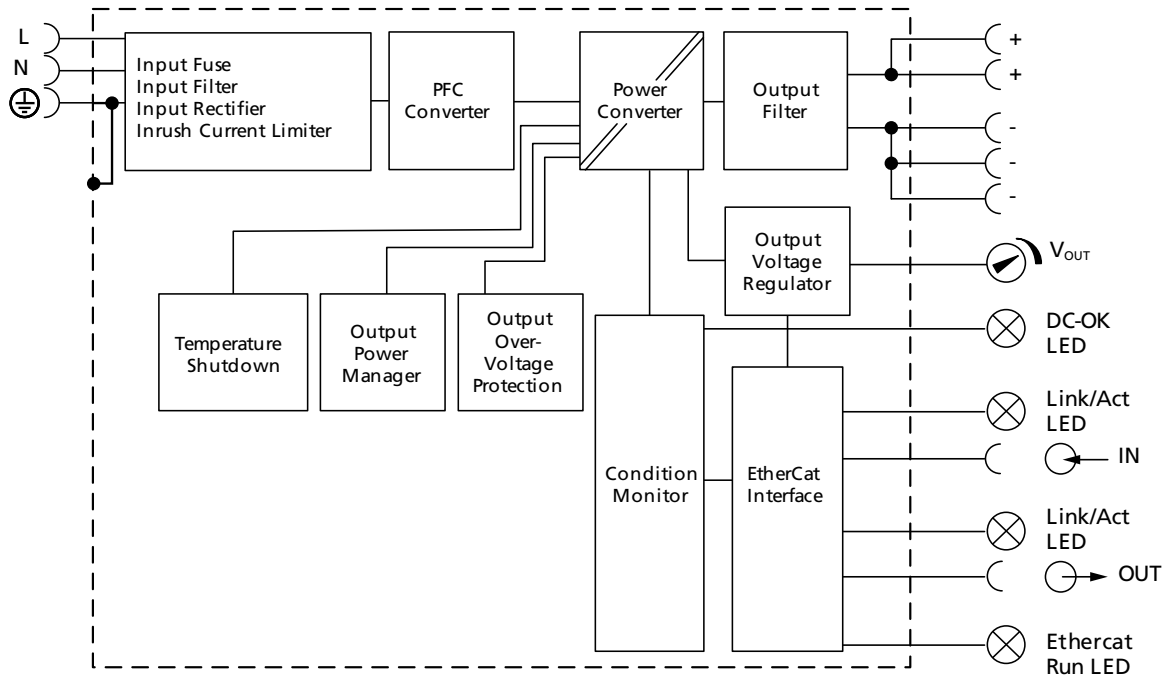 L
N
Input Fuse
Input Filter
Input Rectifier
Inrush Current Limiter
PFC
Converter
Power
Converter
Output
Filter
+
+
-
-
-
Output
Voltage
Regulator
VOUT
Temperature
Shutdown
Output
Power
Manager
Output
Over-
Voltage
Protection
DC-OK
LED
Condition
Monitor
EtherCat
Interface
Link/Act
LED
IN
Link/Act
LED
OUT
Ethercat
Run LED